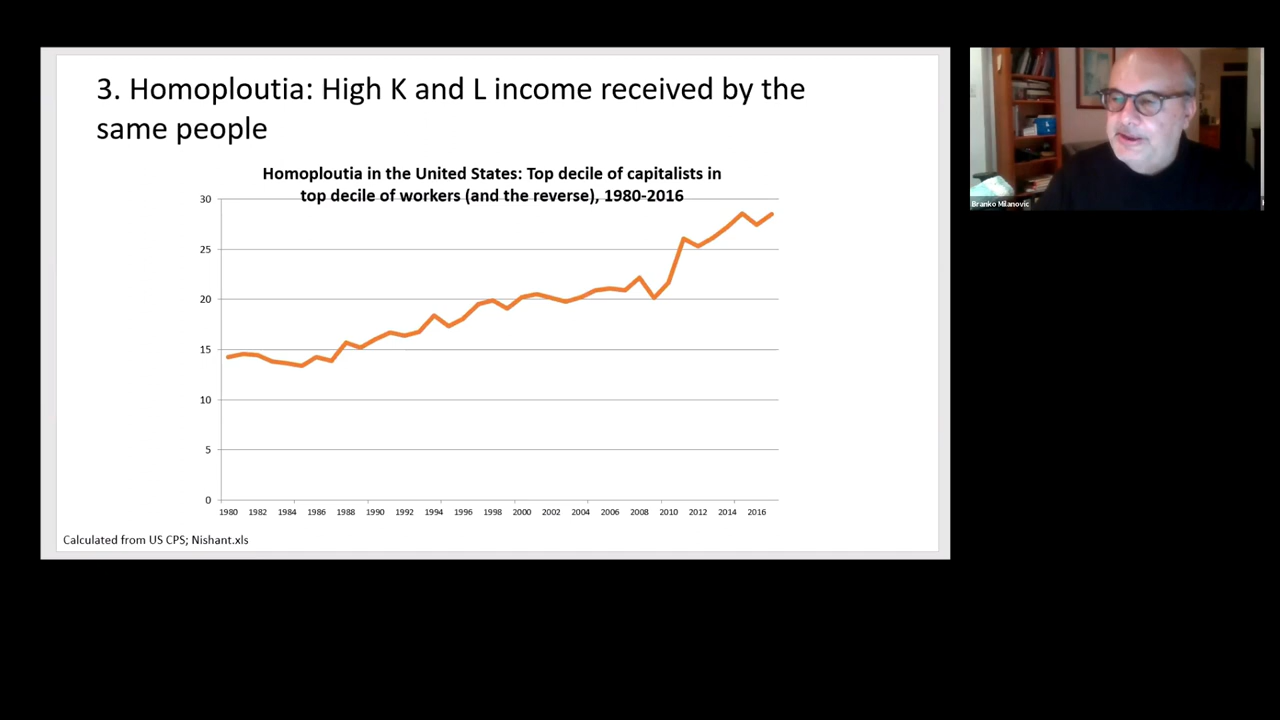 3. Homoploutia: High K and L income received by the
same people
Homoploutia in the United States: Top decile of capitalists in
top decile of workers (and the reverse), 1980-2016
30
25
20
15
10
5
0
1980 1982 1984 1986 1988 1990 1992 1994 1996 1998 2000 2002 2004 2006 2008 2010 2012 2014 2016
Calculated from US CPS; Nishant.xls
Branko Milanovic